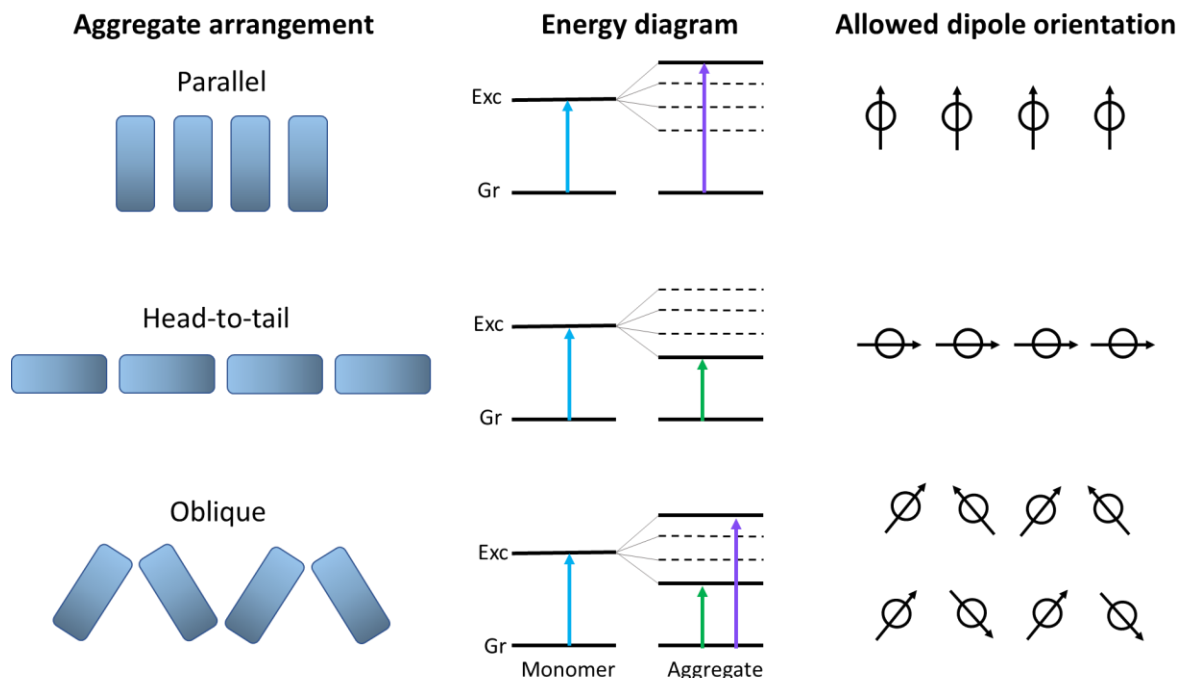 Aggregate arrangement
Energy diagram
Allowed dipole orientation
Parallel
Exc
Gr
Head-to-tail
Exc
Gr
Oblique
Exc
Gr
Monomer
Aggregate